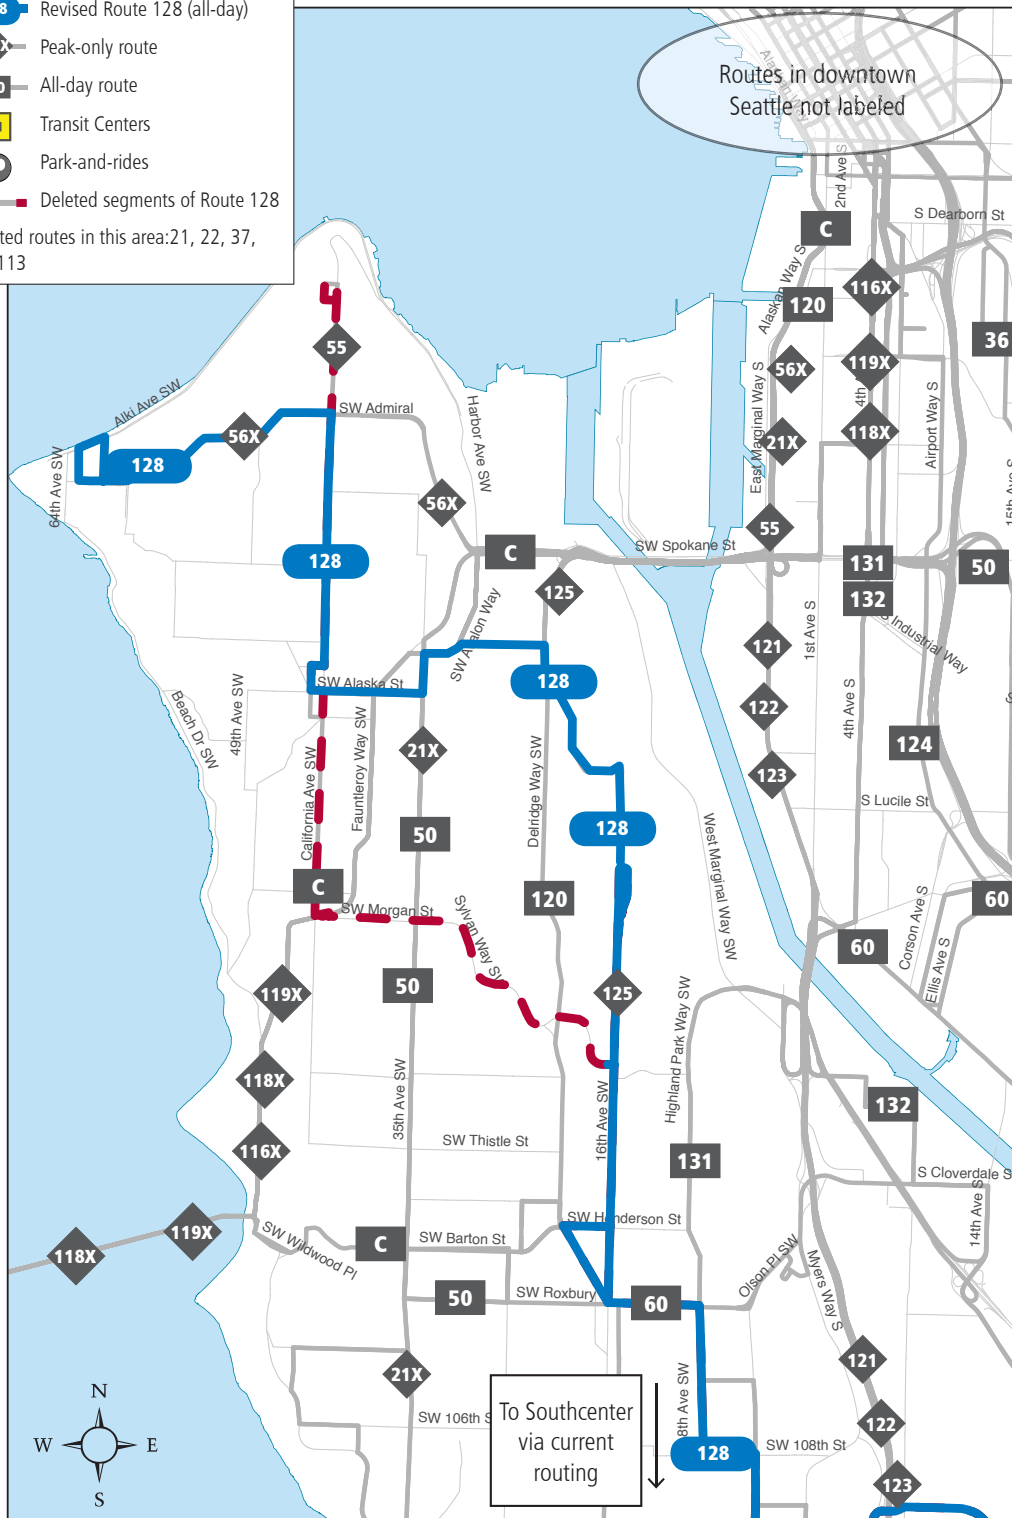 8 Revised Route 128 (all-day)
X Peak-only route
All-day route
Transit Centers
Park-and-rides
Deleted segments of Route 128
ted routes in this area:21, 22, 37,
113
Routes in downtown
Seattle not labeled
Alaskan Way
2nd Ave S
S Dearborn St
C
Alaskan Way S
120
116X
36
55
119X
56X
4th
SW Admiral
Alki Ave SW
Harbor Ave SW
East Marginal Way S
Airport Way S
56X
118X
21X
128
64th Ave SW
15th Ave S
56X
55
SW Spokane St
C
128
131
50
125
132
S Industrial Way
SW Avalon Way
1st Ave S
121
128
SW Alaska St
49th Ave SW
Beach Dr SW
122
4th Ave S
Fauntleroy Way SW
21X
124
123
California Ave SW
Delridge Way SW
S Lucile St
50
128
West Marginal Way SW
C
120
60
SW Morgan St
Sylvan Way SW
Corson Ave S
60
Ellis Ave S
119X
50
125
Highland Park Way SW
118X
35th Ave SW
132
16th Ave SW
SW Thistle St
116X
131
S Cloverdale S
14th Ave S
SW Henderson St
119X
SW Wildwood Pl
C
SW Barton St
118X
Olson Pl SW
Myers Way S
50
SW Roxbury
60
121
21X
8th Ave SW
To Southcenter
via current
routing
SW 106th S
122
SW 108th St
128
123
N
W E
S